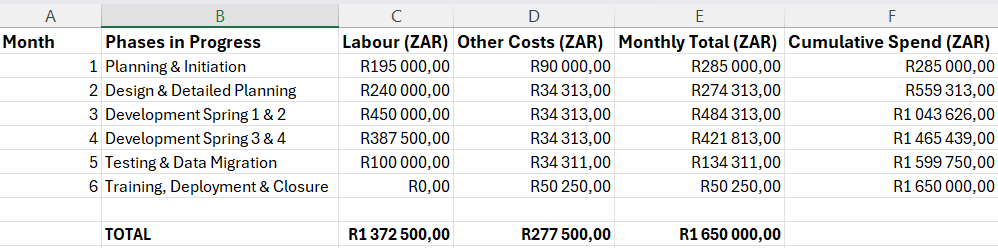 A B C D E F
Month Phases in Progress Labour (ZAR) Other Costs (ZAR) Monthly Total (ZAR) Cumulative Spend (ZAR)
1 Planning & Initiation R195 000,00 R90 000,00 R285 000,00 R285 000,00
2 Design & Detailed Planning R240 000,00 R34 313,00 R274 313,00 R559 313,00
3 Development Spring 1 & 2 R450 000,00 R34 313,00 R484 313,00 R1 043 626,00
4 Development Spring 3 & 4 R387 500,00 R34 313,00 R421 813,00 R1 465 439,00
5 Testing & Data Migration R100 000,00 R34 311,00 R134 311,00 R1 599 750,00
6 Training, Deployment & Closure R0,00 R50 250,00 R50 250,00 R1 650 000,00
TOTAL R1 372 500,00 R277 500,00 R1 650 000,00